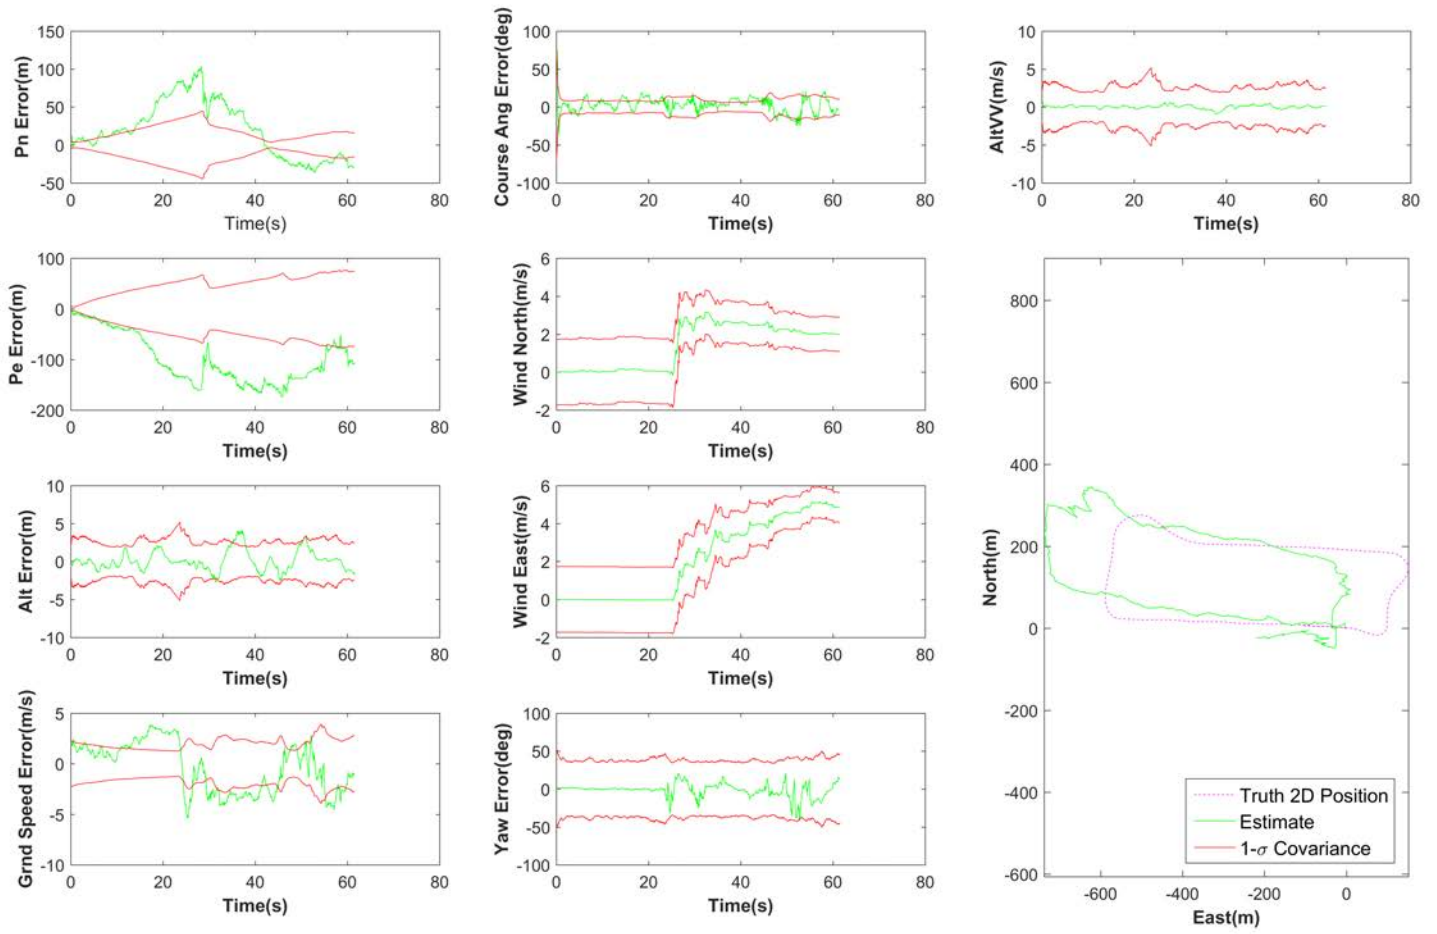 Pn Error(m)
150
100
50
0
-50
0 20 40 60 80
Time(s)
Course Ang Error(deg)
100
50
0
-50
-100
0 20 40 60 80
Time(s)
AltVV(m/s)
10
5
0
-5
-10
0 20 40 60 80
Time(s)
Pe Error(m)
100
0
-100
-200
0 20 40 60 80
Time(s)
Wind North(m/s)
6
4
2
0
-2
0 20 40 60 80
Time(s)
Alt Error(m)
10
5
0
-5
-10
0 20 40 60 80
Time(s)
Wind East(m/s)
6
4
2
0
-2
0 20 40 60 80
Time(s)
Grnd Speed Error(m/s)
5
0
-5
-10
0 20 40 60 80
Time(s)
Yaw Error(deg)
100
50
0
-50
-100
0 20 40 60 80
Time(s)
North(m)
800
600
400
200
0
-200
-400
-600
-600 -400 -200 0
East(m)
Truth 2D Position
Estimate
1-σ Covariance